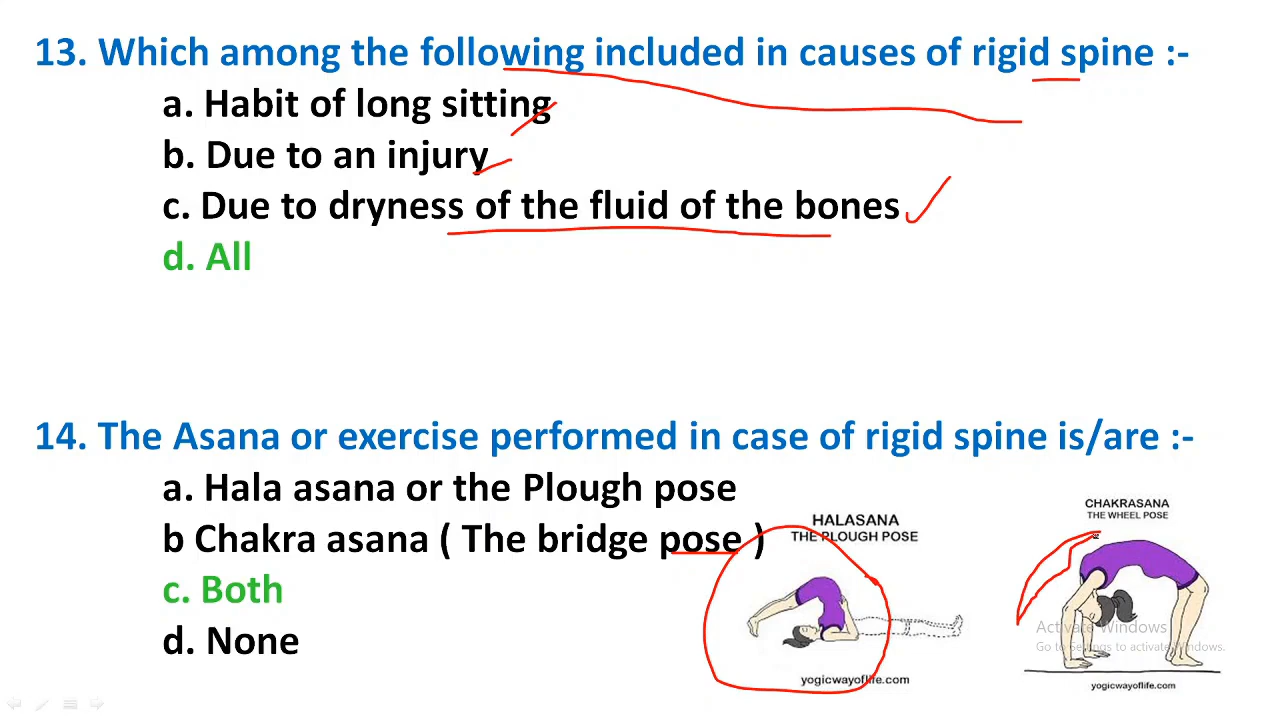 13. Which among the following included in causes of rigid spine :-
a. Habit of long sitting
b. Due to an injury
c. Due to dryness of the fluid of the bones
d. All
14. The Asana or exercise performed in case of rigid spine is/are :-
a. Hala asana or the Plough pose
b Chakra asana ( The bridge pose )
c. Both
d. None
HALASANA
THE PLOUGH POSE
yogicwayoflife.com
CHAKRASANA
THE WHEEL POSE
Activate Windows
Go to Settings to activate Windows.
yogicwayoflife.com